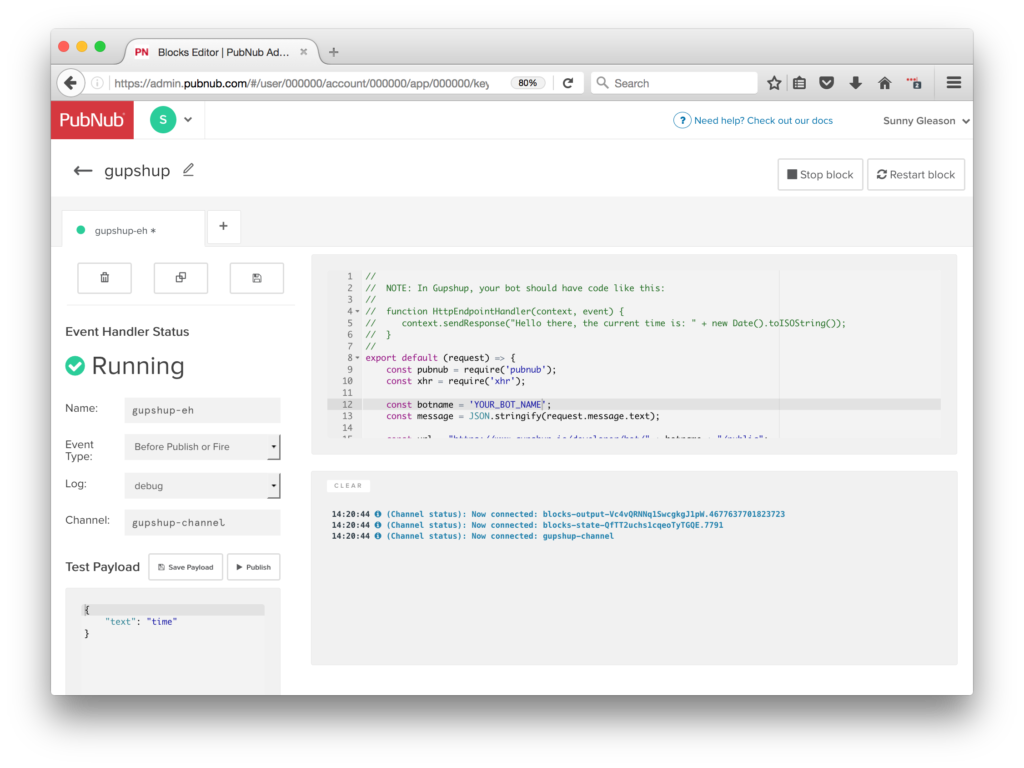 PN Blocks Editor | PubNub Ad... × +
https://admin.pubnub.com/#/user/000000/account/000000/app/000000/key 80% Search
PubNub S Need help? Check out our docs Sunny Gleason
gupshup Stop block Restart block
gupshup-eh * +
Event Handler Status
Running
Name: gupshup-eh
Event Type: Before Publish or Fire
Log: debug
Channel: gupshup-channel
Test Payload Save Payload Publish
{
"text": "time"
}
1 //
2 // NOTE: In Gupshup, your bot should have code like this:
3 //
4 // function HttpEndpointHandler(context, event) {
5 // context.sendResponse("Hello there, the current time is: " + new Date().toISOString());
6 // }
7 //
8 export default (request) => {
9 const pubnub = require('pubnub');
10 const xhr = require('xhr');
11
12 const botname = 'YOUR_BOT_NAME';
13 const message = JSON.stringify(request.message.text);
14
CLEAR
14:20:44 (Channel status): Now connected: blocks-output-Vc4vQRNNq1SwcgkgJ1pW.4677637701823723
14:20:44 (Channel status): Now connected: blocks-state-QfTT2uchs1cqeoTyTGQE.7791
14:20:44 (Channel status): Now connected: gupshup-channel